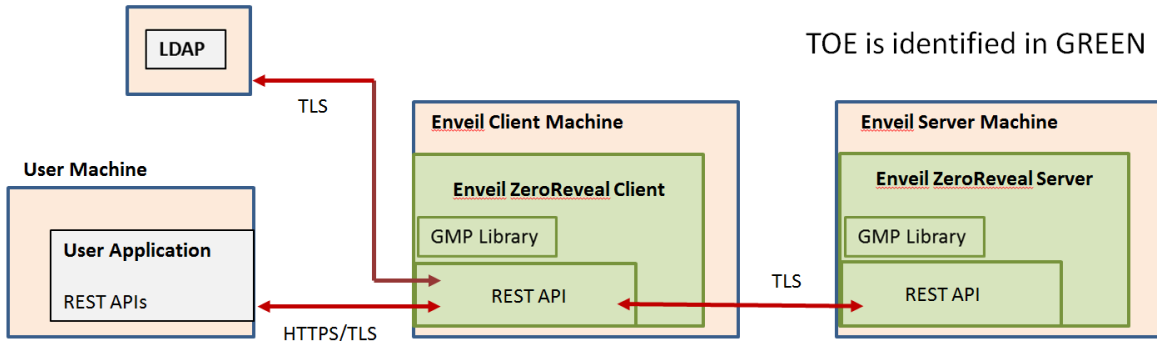 LDAP
TOE is identified in GREEN
TLS
Enveil Client Machine
Enveil Server Machine
User Machine
Enveil ZeroReveal Client
Enveil ZeroReveal Server
GMP Library
GMP Library
User Application
REST APIs
REST API
TLS
REST API
HTTPS/TLS